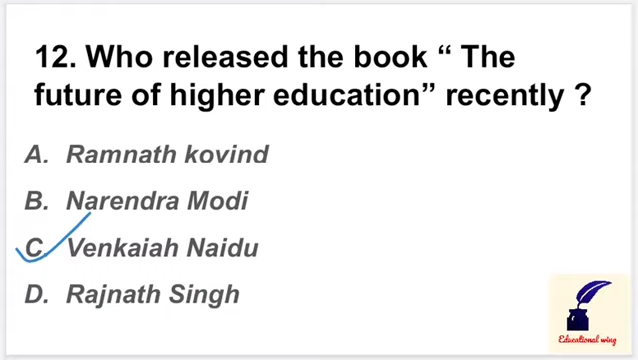 12. Who released the book “ The
future of higher education” recently ?
A. Ramnath kovind
B. Narendra Modi
C. Venkaiah Naidu
D. Rajnath Singh
Educational wing